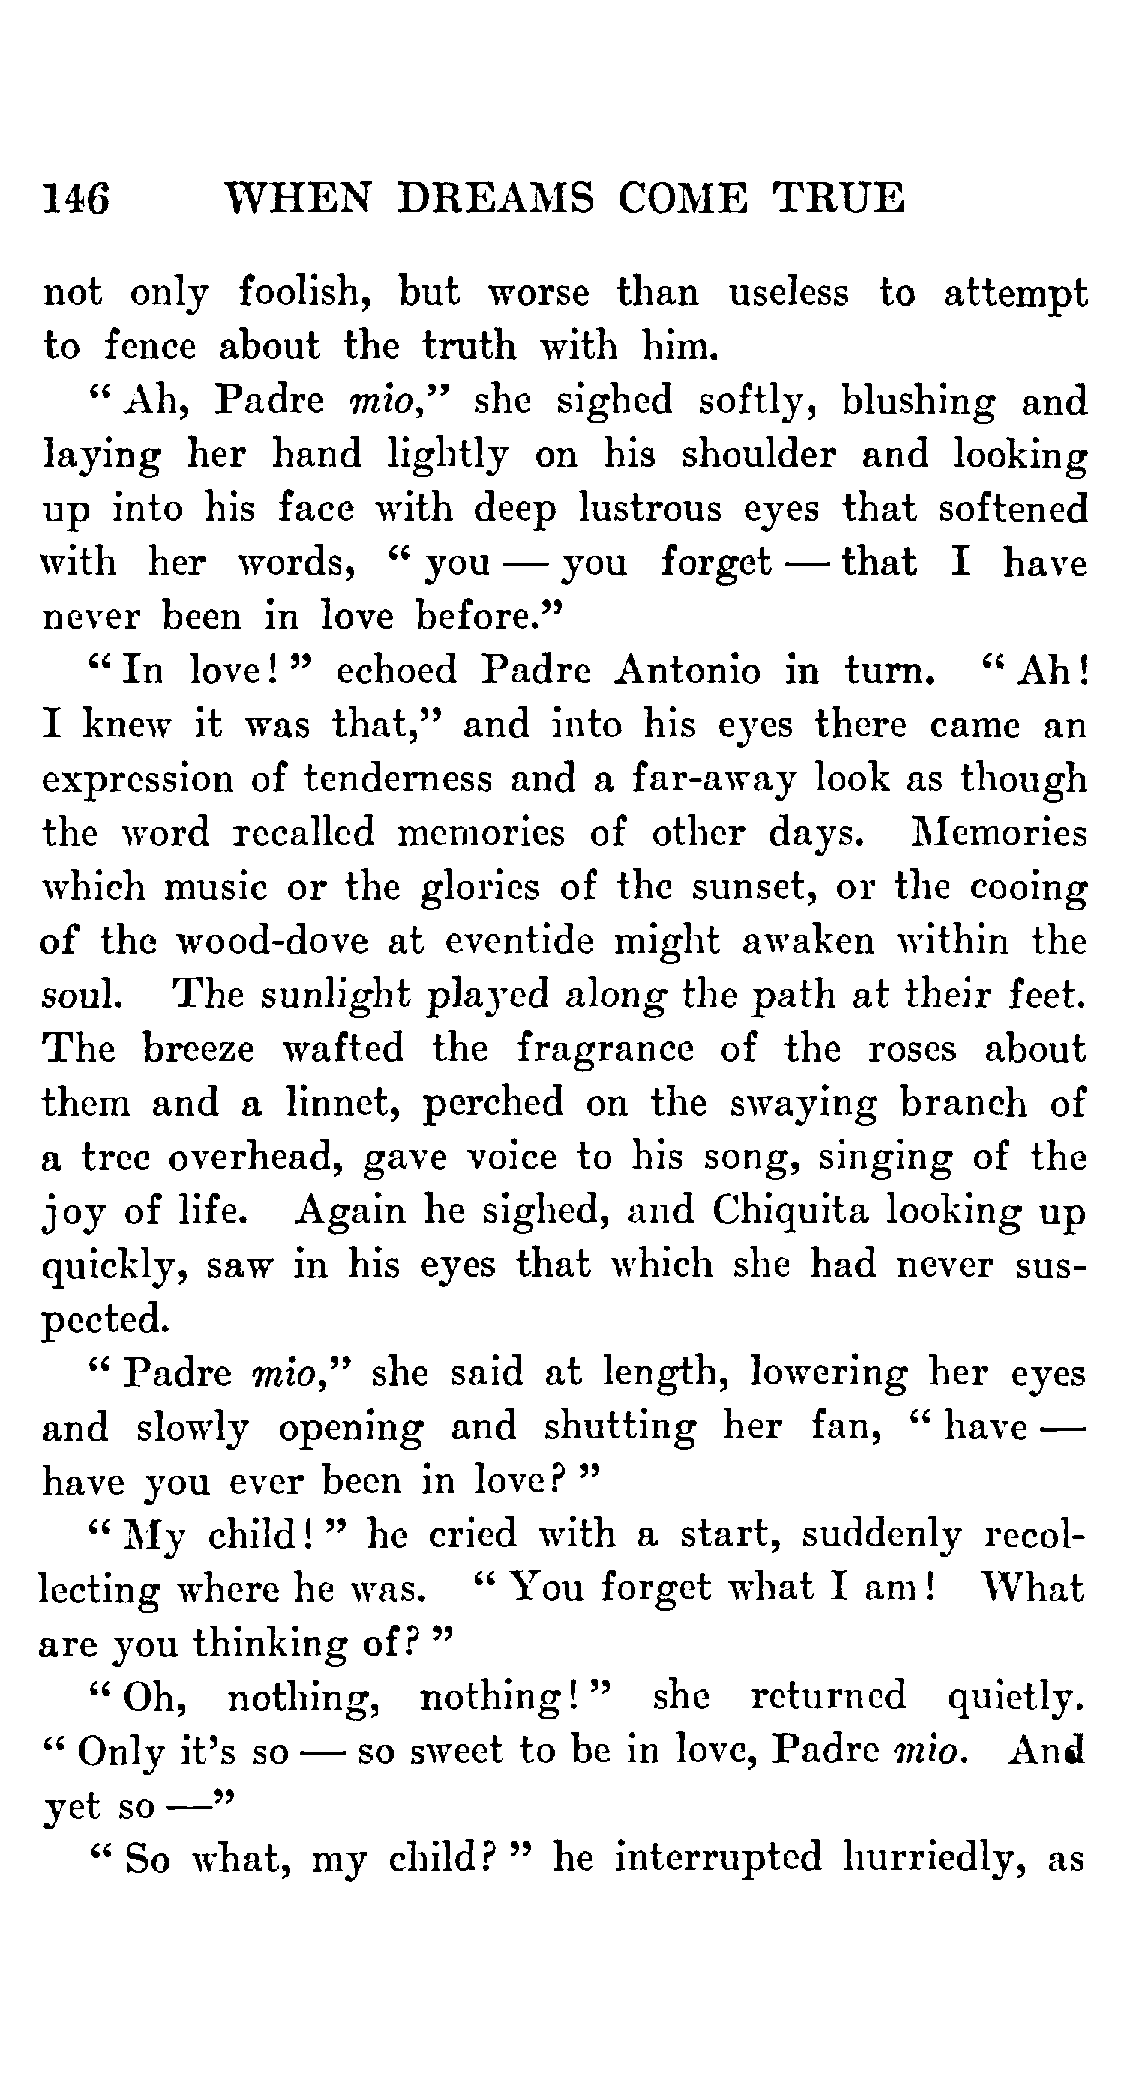 146 WHEN DREAMS COME TRUE
not only foolish, but worse than useless to attempt
to fence about the truth with him.
“Ah, Padre mio,” she sighed softly, blushing and
laying her hand lightly on his shoulder and looking
up into his face with deep lustrous eyes that softened
with her words, “you — you forget — that I have
never been in love before.”
“In love!” echoed Padre Antonio in turn. “Ah!
I knew it was that,” and into his eyes there came an
expression of tenderness and a far-away look as though
the word recalled memories of other days. Memories
which music or the glories of the sunset, or the cooing
of the wood-dove at eventide might awaken within the
soul. The sunlight played along the path at their feet.
The breeze wafted the fragrance of the roses about
them and a linnet, perched on the swaying branch of
a tree overhead, gave voice to his song, singing of the
joy of life. Again he sighed, and Chiquita looking up
quickly, saw in his eyes that which she had never sus-
pected.
“Padre mio,” she said at length, lowering her eyes
and slowly opening and shutting her fan, “have —
have you ever been in love?”
“My child!” he cried with a start, suddenly recol-
lecting where he was. “You forget what I am! What
are you thinking of?”
“Oh, nothing, nothing!” she returned quietly.
“Only it’s so — so sweet to be in love, Padre mio. And
yet so —”
“So what, my child?” he interrupted hurriedly, as